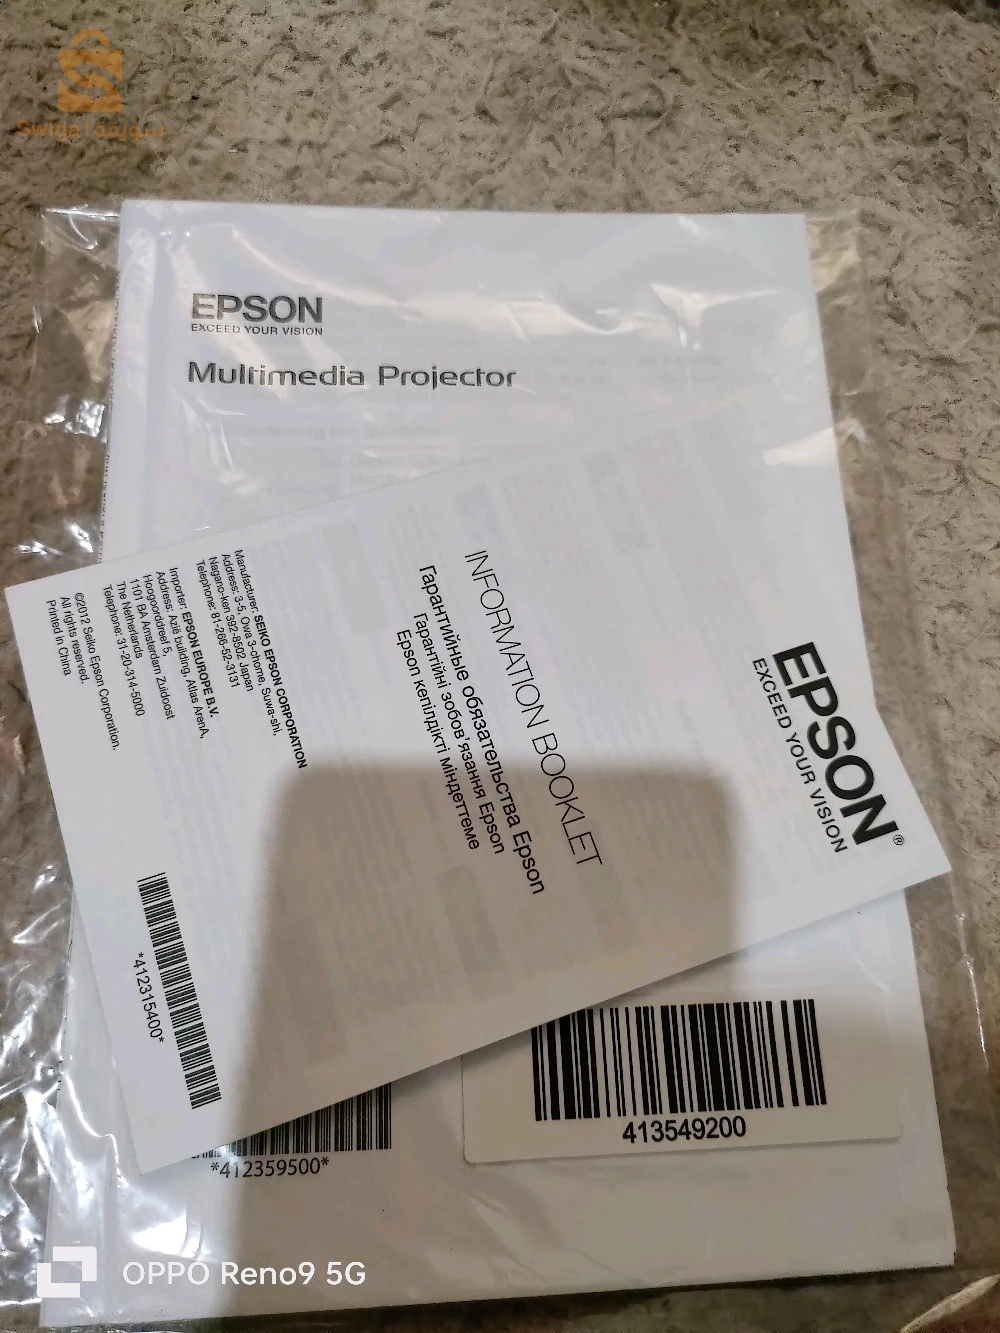 Swiqa سويقة
EPSON
EXCEED YOUR VISION
Multimedia Projector
EPSON®
EXCEED YOUR VISION
INFORMATION BOOKLET
Гарантийные обязательства Epson
Гарантійні зобов'язання Epson
Epson кепілдікті міндеттеме
Manufacturer: SEIKO EPSON CORPORATION
Address: 3-5, Owa 3-chome, Suwa-shi,
Nagano-ken 392-8502 Japan
Telephone: 81-266-52-3131
Importer: EPSON EUROPE B.V.
Address: Azië building, Atlas ArenA,
Hoogoorddreef 5,
1101 BA Amsterdam Zuidoost
The Netherlands
Telephone: 31-20-314-5000
©2012 Seiko Epson Corporation.
All rights reserved.
Printed in China
*412315400*
413549200
*412359500*
OPPO Reno9 5G